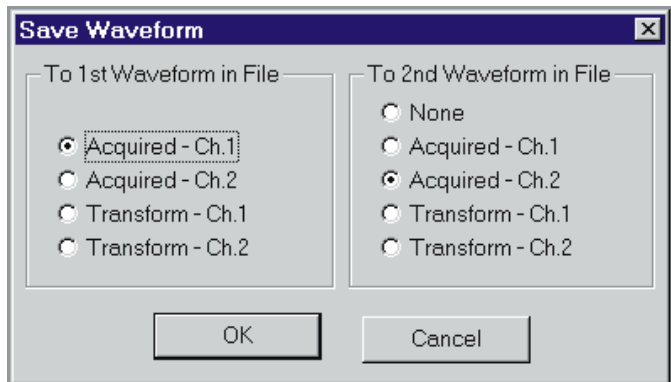 Save Waveform
To 1st Waveform in File
Acquired - Ch.1
Acquired - Ch.2
Transform - Ch.1
Transform - Ch.2
To 2nd Waveform in File
None
Acquired - Ch.1
Acquired - Ch.2
Transform - Ch.1
Transform - Ch.2
OK
Cancel